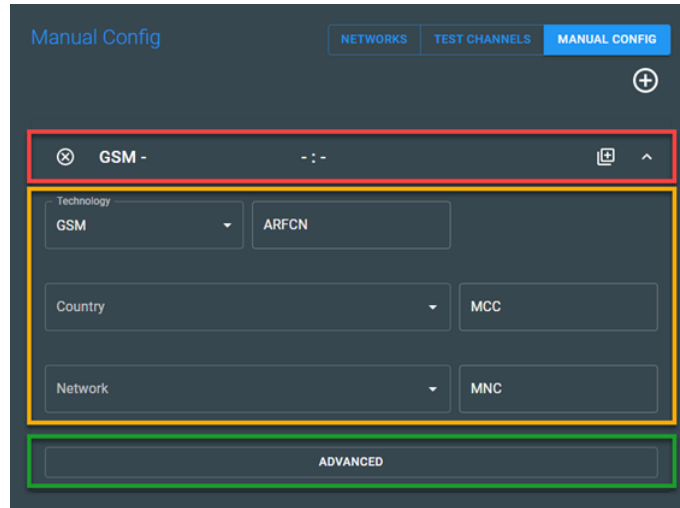 Manual Config
NETWORKS TEST CHANNELS MANUAL CONFIG
GSM - - : -
Technology
GSM ARFCN
Country MCC
Network MNC
ADVANCED